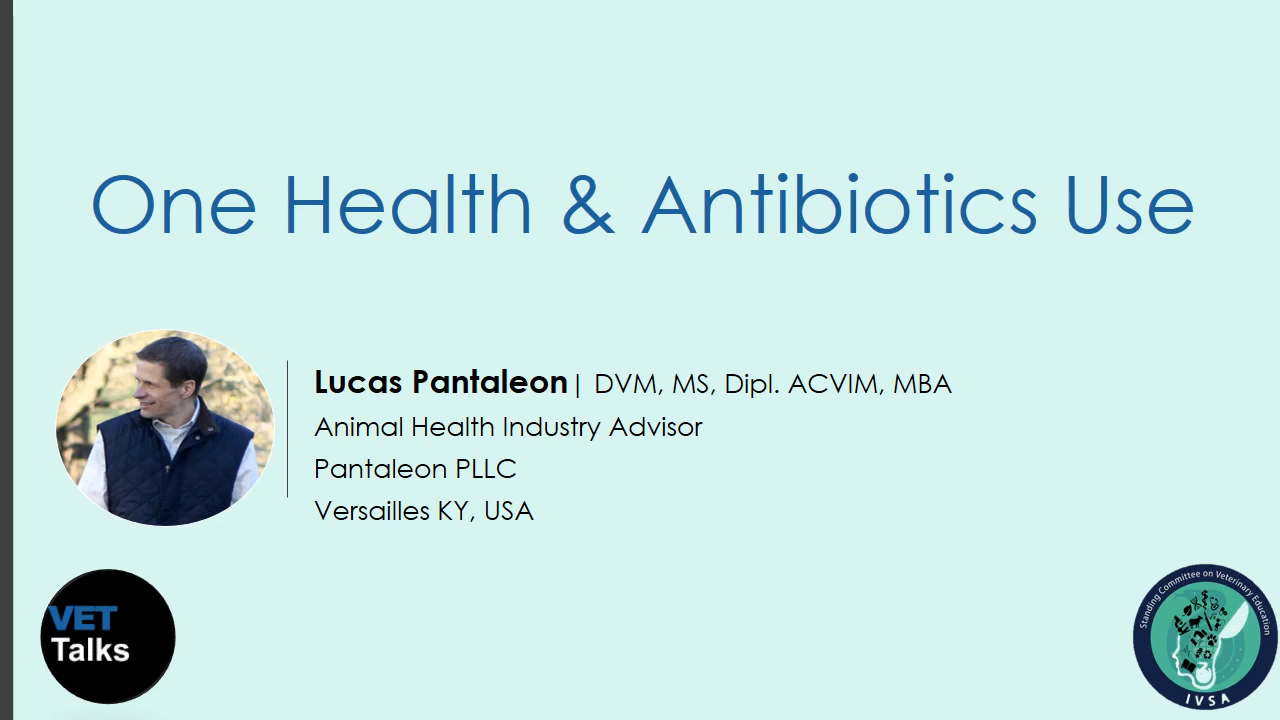 One Health & Antibiotics Use
Lucas Pantaleon | DVM, MS, Dipl. ACVIM, MBA
Animal Health Industry Advisor
Pantaleon PLLC
Versailles KY, USA
VET
Talks
Standing Committee on Veterinary Education
IVSA